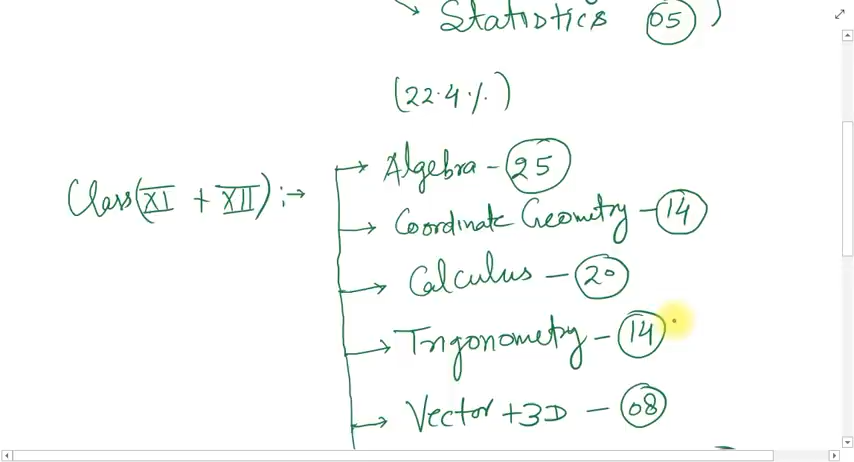 Statistics 05 )
(22.4%)
Class(XI + XII) :→
→ Algebra - 25
→ Coordinate Geometry - 14
→ Calculus - 20
→ Trigonometry - 14
→ Vector + 3D - 08